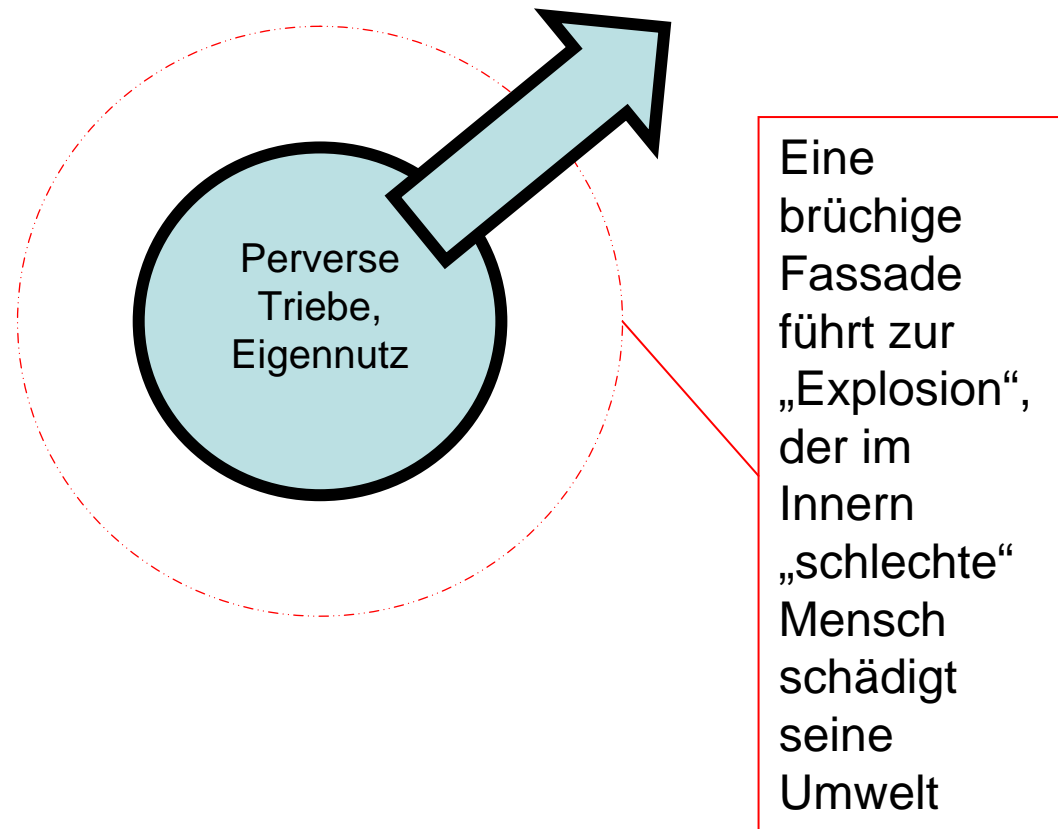 Perverse
Triebe,
Eigennutz
Eine
brüchige
Fassade
führt zur
„Explosion“,
der im
Innern
„schlechte“
Mensch
schädigt
seine
Umwelt